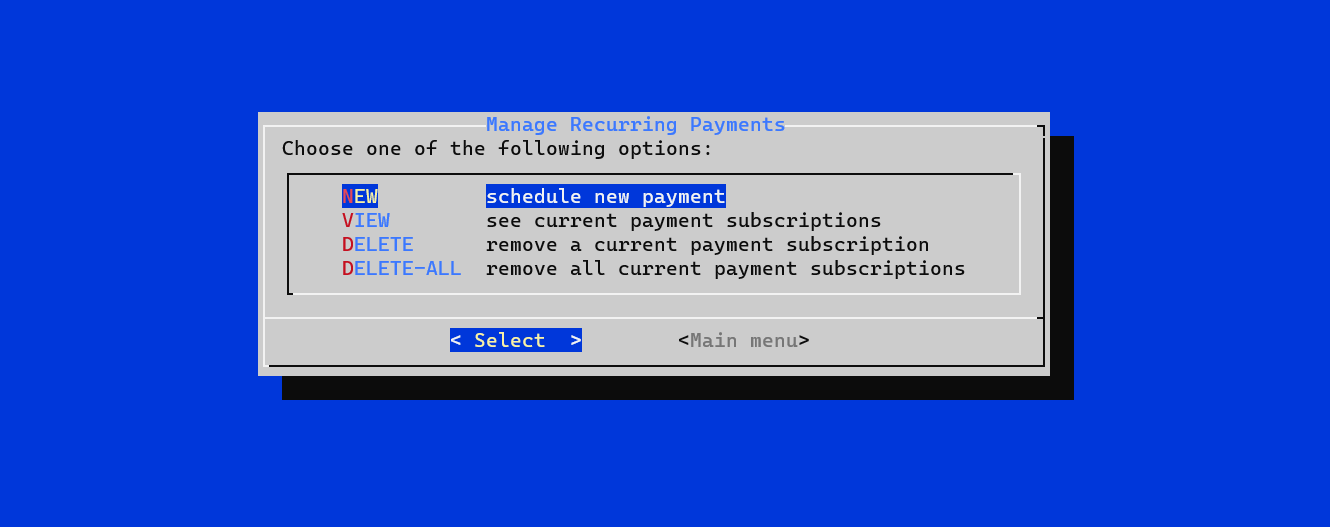 Manage Recurring Payments
Choose one of the following options:
NEW schedule new payment
VIEW see current payment subscriptions
DELETE remove a current payment subscription
DELETE-ALL remove all current payment subscriptions
< Select > <Main menu>